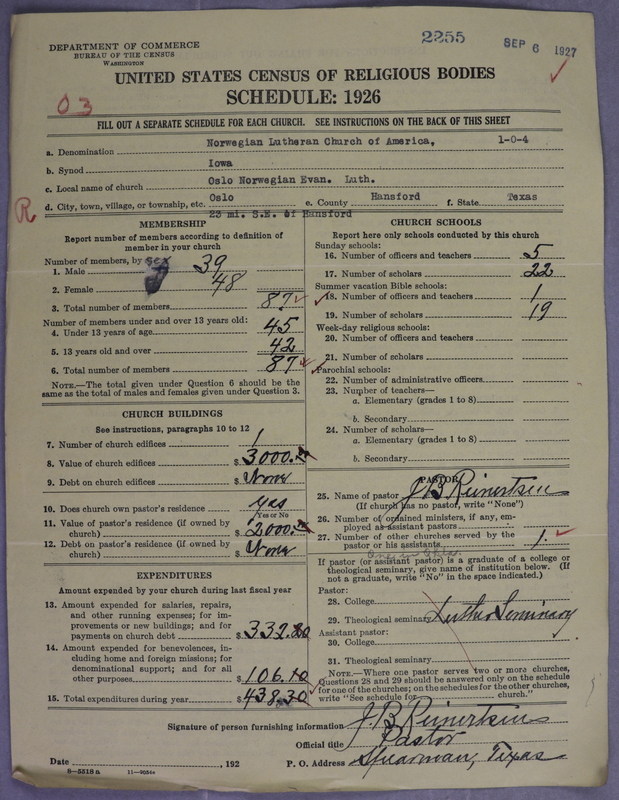 2255
SEP 6 1927
DEPARTMENT OF COMMERCE
BUREAU OF THE CENSUS
WASHINGTON
UNITED STATES CENSUS OF RELIGIOUS BODIES
SCHEDULE: 1926
03
FILL OUT A SEPARATE SCHEDULE FOR EACH CHURCH. SEE INSTRUCTIONS ON THE BACK OF THIS SHEET
a. Denomination Norwegian Lutheran Church of America, 1-0-4
b. Synod Iowa
c. Local name of church Oslo Norwegian Evan. Luth.
R
d. City, town, village, or township, etc. Oslo e. County Hansford f. State Texas
23 mi. S.E. of Hansford
MEMBERSHIP
Report number of members according to definition of
member in your church
Number of members, by sex
1. Male 39
2. Female 48
3. Total number of members 87
Number of members under and over 13 years old:
4. Under 13 years of age 45
5. 13 years old and over 42
6. Total number of members 87
NOTE.—The total given under Question 6 should be the
same as the total of males and females given under Question 3.
CHURCH BUILDINGS
See instructions, paragraphs 10 to 12
7. Number of church edifices 1
8. Value of church edifices $ 3000.
9. Debt on church edifices $ None
10. Does church own pastor's residence yes
Yes or No
11. Value of pastor's residence (if owned by
church) $ 2000.
12. Debt on pastor's residence (if owned by
church) $ None
EXPENDITURES
Amount expended by your church during last fiscal year
13. Amount expended for salaries, repairs,
and other running expenses; for im-
provements or new buildings; and for
payments on church debt $ 332.20
14. Amount expended for benevolences, in-
cluding home and foreign missions; for
denominational support; and for all
other purposes $ 106.10
15. Total expenditures during year $ 438.30
CHURCH SCHOOLS
Report here only schools conducted by this church
Sunday schools:
16. Number of officers and teachers 5
17. Number of scholars 22
Summer vacation Bible schools:
18. Number of officers and teachers 1
19. Number of scholars 19
Week-day religious schools:
20. Number of officers and teachers
21. Number of scholars
Parochial schools:
22. Number of administrative officers
23. Number of teachers—
a. Elementary (grades 1 to 8)
b. Secondary
24. Number of scholars—
a. Elementary (grades 1 to 8)
b. Secondary
PASTOR
25. Name of pastor J B Reinertsen
(If church has no pastor, write "None")
26. Number of ordained ministers, if any, em-
ployed as assistant pastors
27. Number of other churches served by the
pastor or his assistants 1.
One in Okla.
If pastor (or assistant pastor) is a graduate of a college or
theological seminary, give name of institution below. (If
not a graduate, write "No" in the space indicated.)
Pastor:
28. College
29. Theological seminary Luther Seminary
Assistant pastor:
30. College
31. Theological seminary
NOTE.—Where one pastor serves two or more churches,
Questions 28 and 29 should be answered only on the schedule
for one of the churches; on the schedules for the other churches,
write "See schedule for church."
Signature of person furnishing information J. B Reinertsen
Official title Pastor
Date , 192 P. O. Address Spearman, Texas
8-5518 a